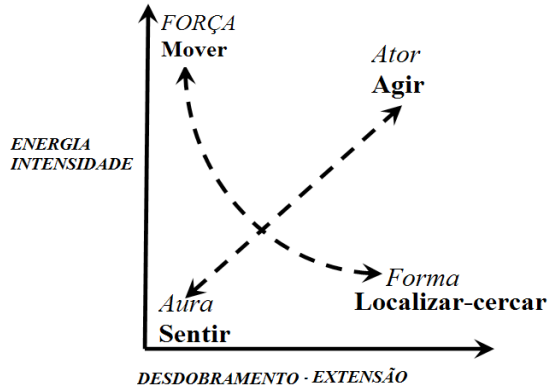 FORÇA
Mover
Ator
Agir
ENERGIA
INTENSIDADE
Aura
Sentir
Forma
Localizar-cercar
DESDOBRAMENTO - EXTENSÃO